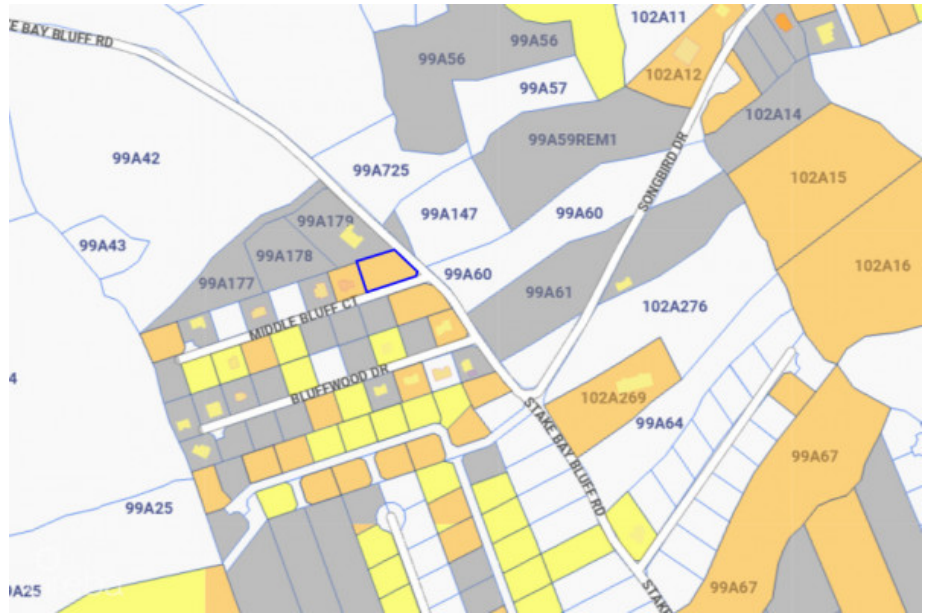 E BAY BLUFF RD
102A11
99A56
99A56
102A12
99A57
102A14
99A59REM1
99A42
SONGBIRD DR
99A725
102A15
99A179
99A147
99A60
99A43
99A178
102A16
99A177
99A60
99A61
MIDDLE BLUFF CT
102A276
4
BLUFFWOOD DR
102A269
STAKE BAY BLUFF RD
99A64
99A67
99A25
9A25
99A67
STAKE